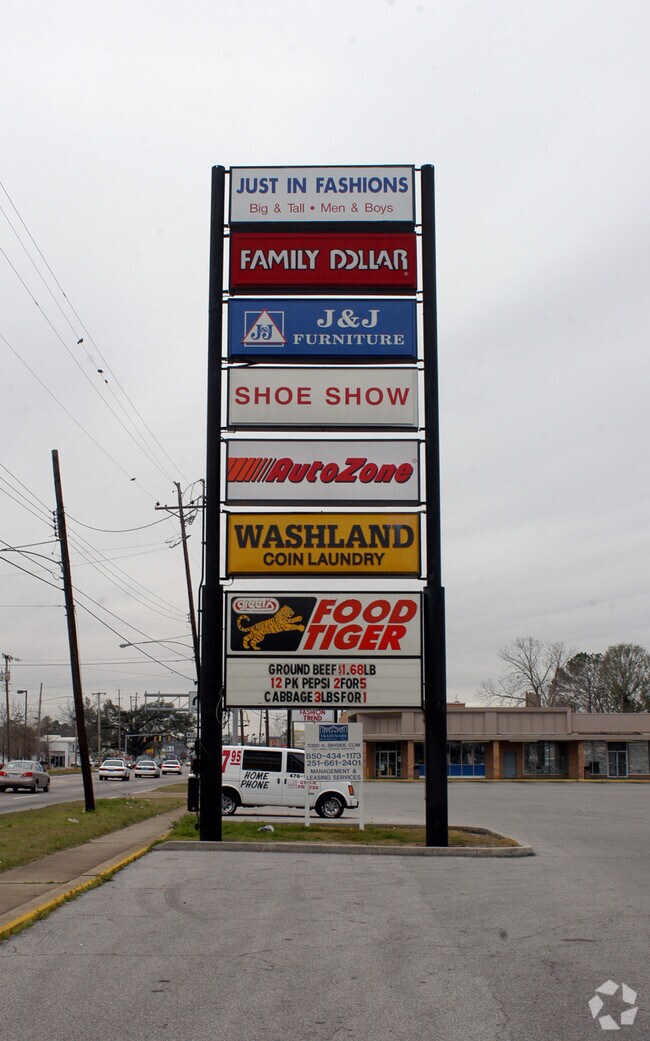 JUST IN FASHIONS
Big & Tall • Men & Boys
FAMILY DOLLAR
J&J
J&J
FURNITURE
SHOE SHOW
AutoZone
WASHLAND
COIN LAUNDRY
Greer's
FOOD
TIGER
GROUND BEEF $1.68LB
12 PK PEPSI 2FOR5
CABBAGE 3LBSFOR1
FASHION
TREND
850-434-1173
251-661-2401
MANAGEMENT &
LEASING SERVICES
HOME
PHONE